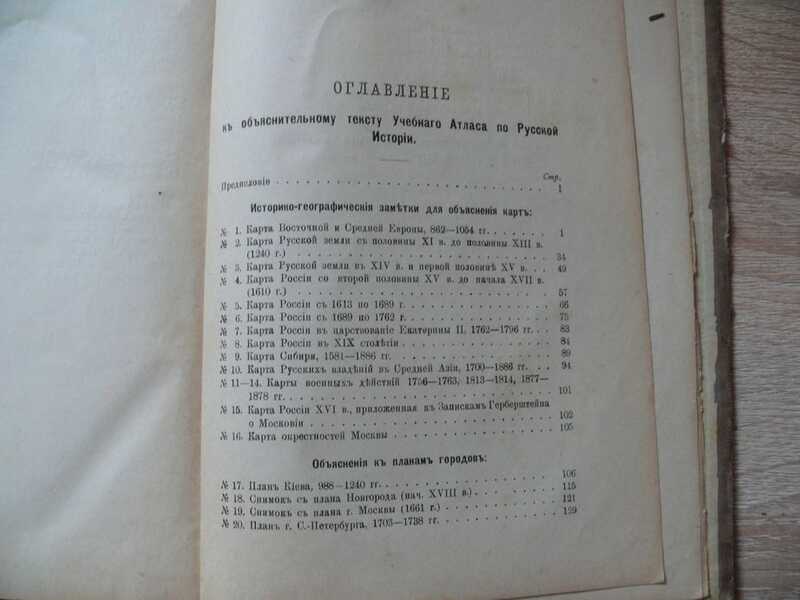 ОГЛАВЛЕНІЕ
къ объяснительному тексту Учебнаго Атласа по Русской
Исторіи.
Стр.
Предисловіе . . . 1
Историко-географическія замѣтки для объясненія картъ:
№ 1. Карта Восточной и Средней Европы, 862—1054 гг. . . . 1
№ 2. Карта Русской земли съ половины XI в. до половины XIII в.
(1240 г.) . . . 34
№ 3. Карта Русской земли въ XIV в. и первой половинѣ XV в. . . 49
№ 4. Карта Россіи со второй половины XV в. до начала XVII в.
(1610 г.) . . . 57
№ 5. Карта Россіи съ 1613 по 1689 г. . . . 66
№ 6. Карта Россіи съ 1689 по 1762 г. . . . 75
№ 7. Карта Россіи въ царствованіе Екатерины II, 1762—1796 гг. . . 83
№ 8. Карта Россіи въ XIX столѣтіи . . . 84
№ 9. Карта Сибири, 1581—1886 гг. . . . 89
№ 10. Карта Русскихъ владѣній въ Средней Азіи, 1700—1886 гг. . . 94
№ 11—14. Карты военныхъ дѣйствій 1756—1763, 1813—1814, 1877—
1878 гг. . . . 101
№ 15. Карта Россіи XVI в., приложенная къ Запискамъ Герберштейна
о Московіи . . . 102
№ 16. Карта окрестностей Москвы . . . 105
Объясненія къ планамъ городовъ:
№ 17. Планъ Кіева, 988—1240 гг. . . . 106
№ 18. Снимокъ съ плана Новгорода (нач. XVIII в.) . . . 115
№ 19. Снимокъ съ плана г. Москвы (1661 г.) . . . 121
№ 20. Планъ г. С.-Петербурга, 1703—1738 гг. . . . 129